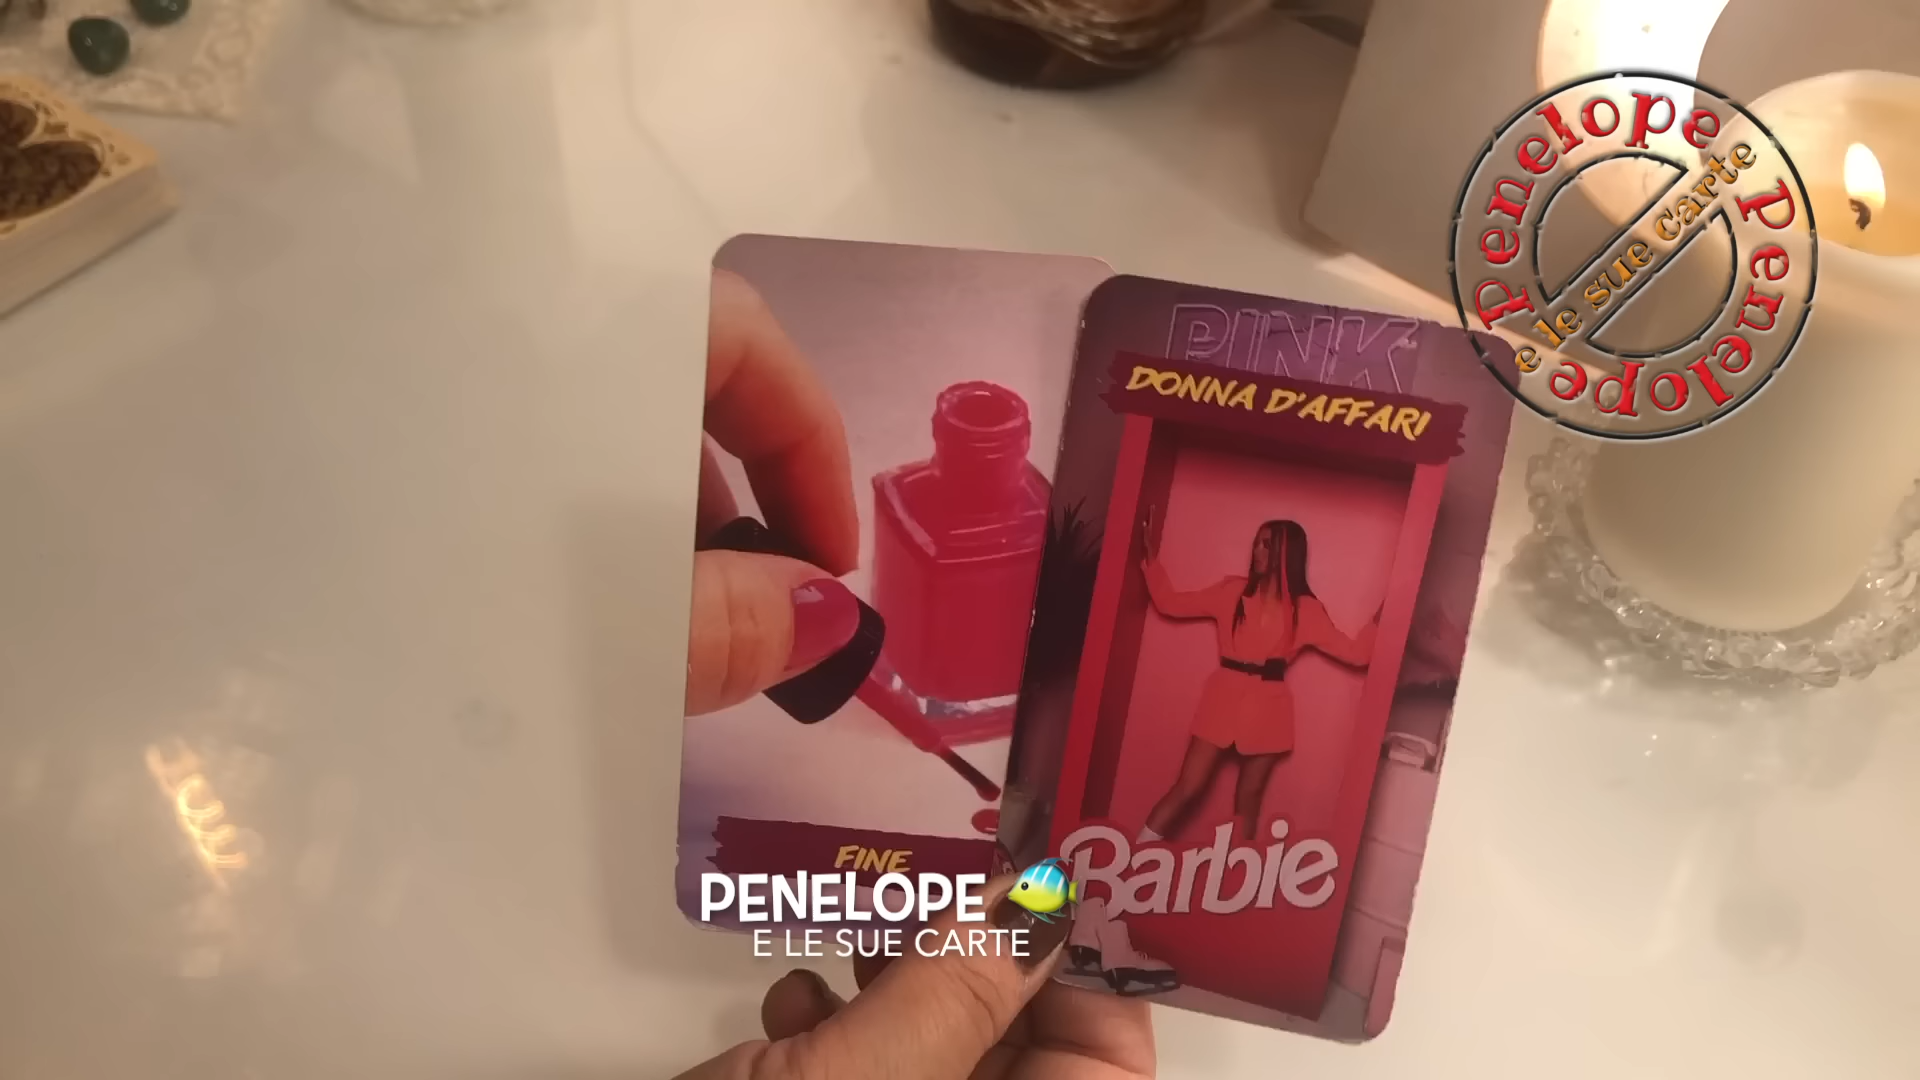 Penelope Penelope
e le sue carte
PINK
DONNA D'AFFARI
Barbie
FINE
PENELOPE
E LE SUE CARTE